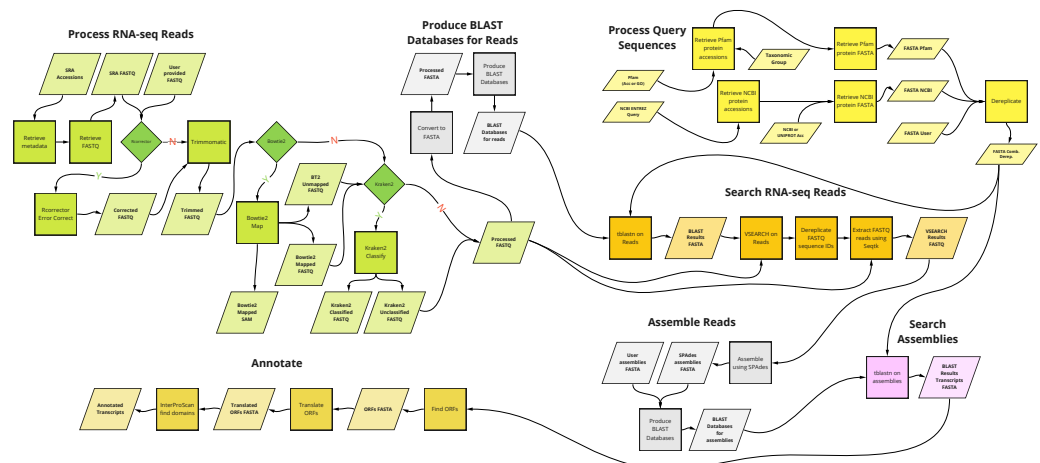 Process RNA-seq Reads
SRA
Accessions
SRA FASTQ
User
provided
FASTQ
Retrieve
metadata
Retrieve
FASTQ
Rcorrector
N
Trimmomatic
Y
Rcorrector
Error Correct
Corrected
FASTQ
Trimmed
FASTQ
Bowtie2
N
Y
BT2
Unmapped
FASTQ
Kraken2
N
Y
Bowtie2
Map
Bowtie2
Mapped
FASTQ
Kraken2
Classify
Bowtie2
Mapped
SAM
Kraken2
Classified
FASTQ
Kraken2
Unclassified
FASTQ
Processed
FASTQ
Produce BLAST
Databases for Reads
Processed
FASTA
Produce
BLAST
Databases
Convert to
FASTA
BLAST
Databases
for reads
Process Query
Sequences
Retrieve Pfam
protein
accessions
Taxonomic
Group
Retrieve Pfam
protein FASTA
FASTA Pfam
Pfam
(Acc or GO)
Retrieve NCBI
protein
accessions
Retrieve NCBI
protein FASTA
FASTA NCBI
Dereplicate
NCBI ENTREZ
Query
NCBI or
UNIPROT Acc
FASTA User
FASTA Comb.
Derep.
Search RNA-seq Reads
tblastn on
Reads
BLAST
Results
FASTA
VSEARCH on
Reads
Dereplicate
FASTQ
sequence IDs
Extract FASTQ
reads using
Seqtk
VSEARCH
Results
FASTQ
Assemble Reads
User
assemblies
FASTA
SPAdes
assemblies
FASTA
Assemble
using SPAdes
Produce
BLAST
Databases
BLAST
Databases
for
assemblies
Search
Assemblies
tblastn on
assemblies
BLAST
Results
Transcripts
FASTA
Annotate
Annotated
Transcripts
InterProScan
find domains
Translated
ORFs FASTA
Translate
ORFs
ORFs FASTA
Find ORFs